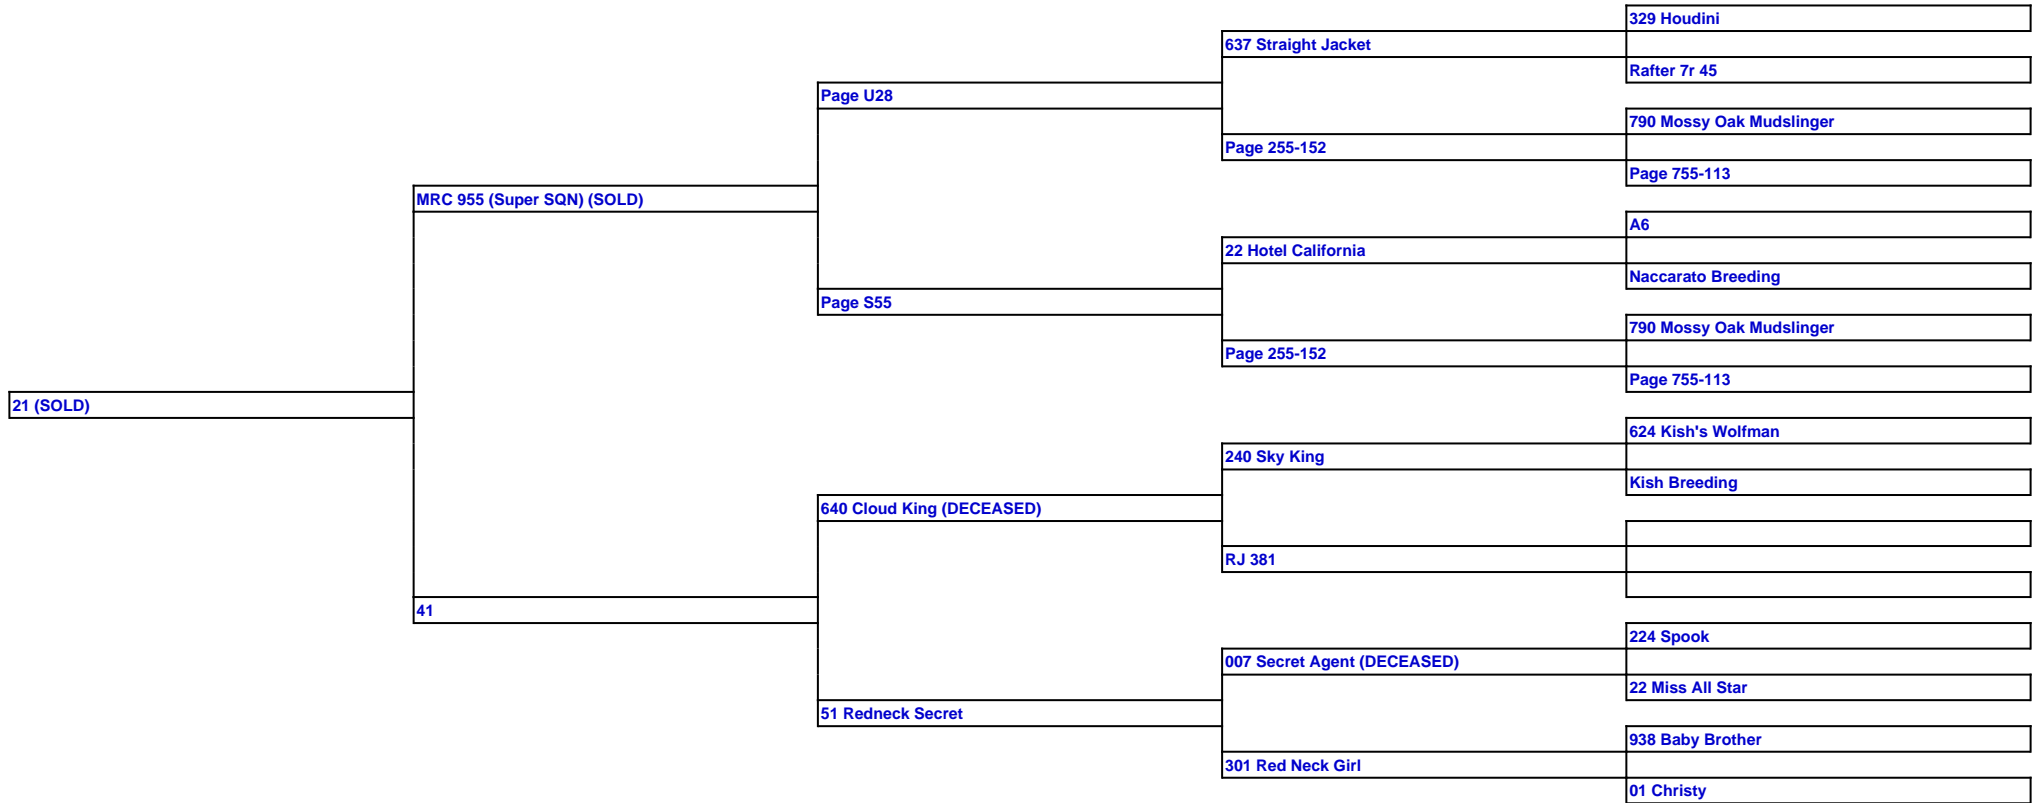 329 Houdini
637 Straight Jacket
Rafter 7r 45
Page U28
790 Mossy Oak Mudslinger
Page 255-152
Page 755-113
MRC 955 (Super SQN) (SOLD)
A6
22 Hotel California
Naccarato Breeding
Page S55
790 Mossy Oak Mudslinger
Page 255-152
Page 755-113
21 (SOLD)
624 Kish's Wolfman
240 Sky King
Kish Breeding
640 Cloud King (DECEASED)
RJ 381
41
224 Spook
007 Secret Agent (DECEASED)
22 Miss All Star
51 Redneck Secret
938 Baby Brother
301 Red Neck Girl
01 Christy